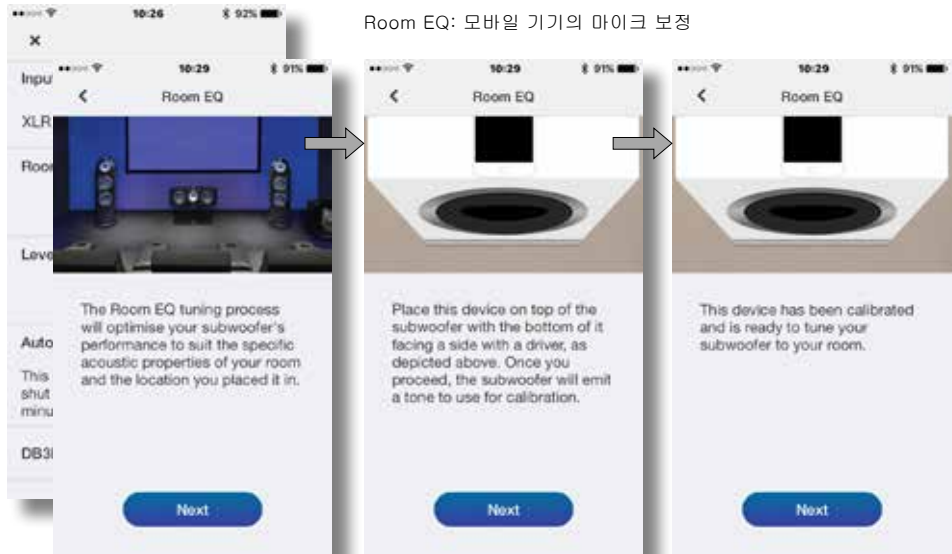 Room EQ: 모바일 기기의 마이크 보정
10:26
92%
×
XLR
Auto
This
shut
10:29
91%
Room EQ
The Room EQ tuning process
will optimise your subwoofer's
performance to suit the specific
acoustic properties of your room
and the location you placed it in.
Next
10:29
91%
Room EQ
Place this device on top of the
subwoofer with the bottom of it
facing a side with a driver, as
depicted above. Once you
proceed, the subwoofer will emit
a tone to use for calibration.
Next
10:29
91%
Room EQ
This device has been calibrated
and is ready to tune your
subwoofer to your room.
Next